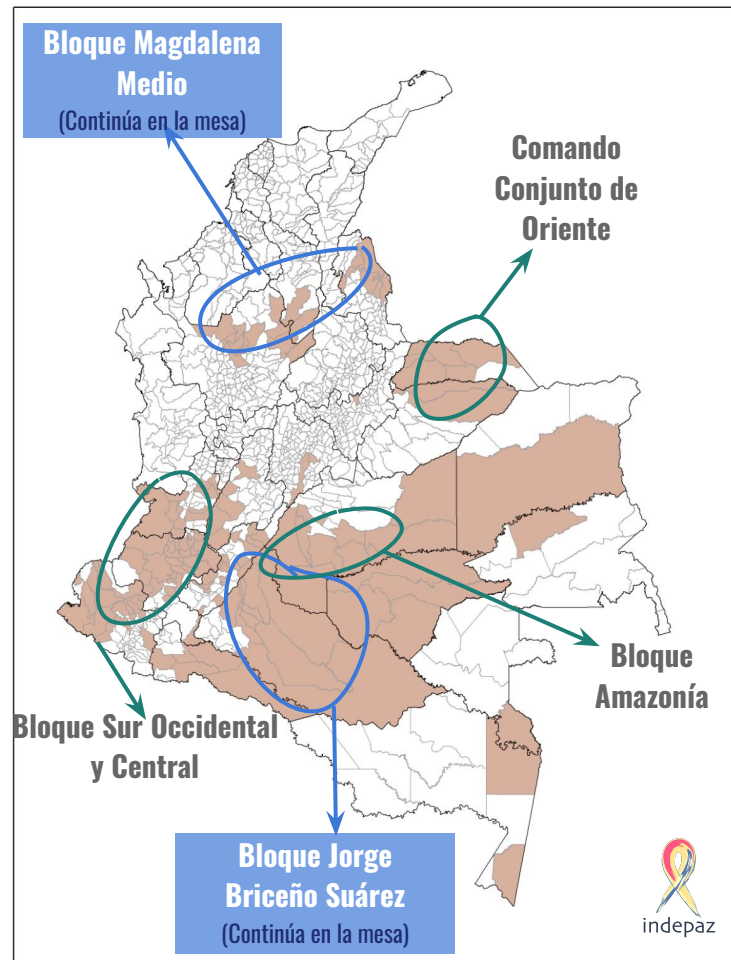 Bloque Magdalena
Medio
(Continúa en la mesa)
Comando
Conjunto de
Oriente
Bloque
Amazonía
Bloque Sur Occidental
y Central
Bloque Jorge
Briceño Suárez
(Continúa en la mesa)
indepaz